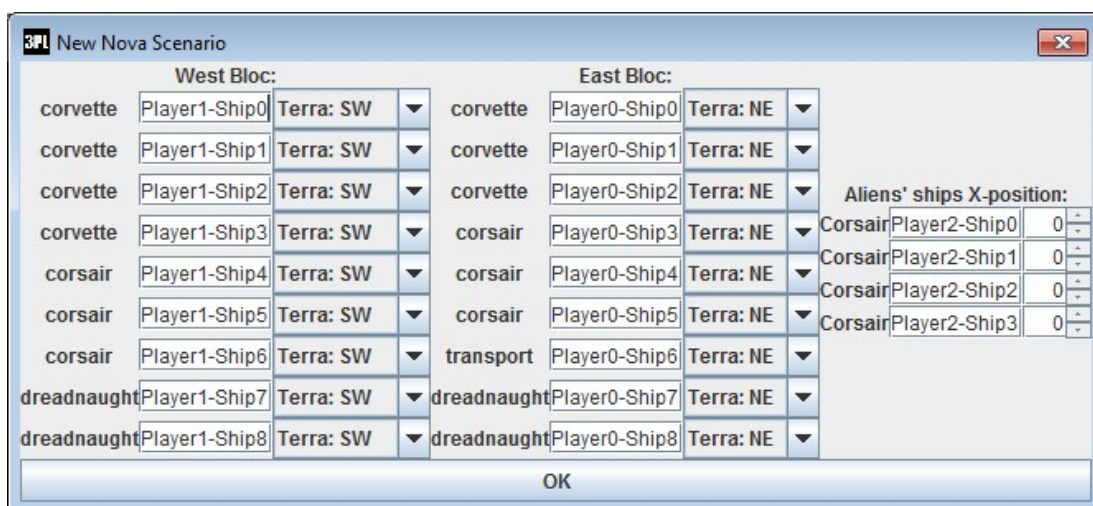 3PL New Nova Scenario
West Bloc: East Bloc:
corvette Player1-Ship0 Terra: SW corvette Player0-Ship0 Terra: NE
corvette Player1-Ship1 Terra: SW corvette Player0-Ship1 Terra: NE
corvette Player1-Ship2 Terra: SW corvette Player0-Ship2 Terra: NE
corvette Player1-Ship3 Terra: SW corsair Player0-Ship3 Terra: NE
corsair Player1-Ship4 Terra: SW corsair Player0-Ship4 Terra: NE
corsair Player1-Ship5 Terra: SW corsair Player0-Ship5 Terra: NE
corsair Player1-Ship6 Terra: SW transport Player0-Ship6 Terra: NE
dreadnaught Player1-Ship7 Terra: SW dreadnaught Player0-Ship7 Terra: NE
dreadnaught Player1-Ship8 Terra: SW dreadnaught Player0-Ship8 Terra: NE
Aliens' ships X-position:
Corsair Player2-Ship0 0
Corsair Player2-Ship1 0
Corsair Player2-Ship2 0
Corsair Player2-Ship3 0
OK